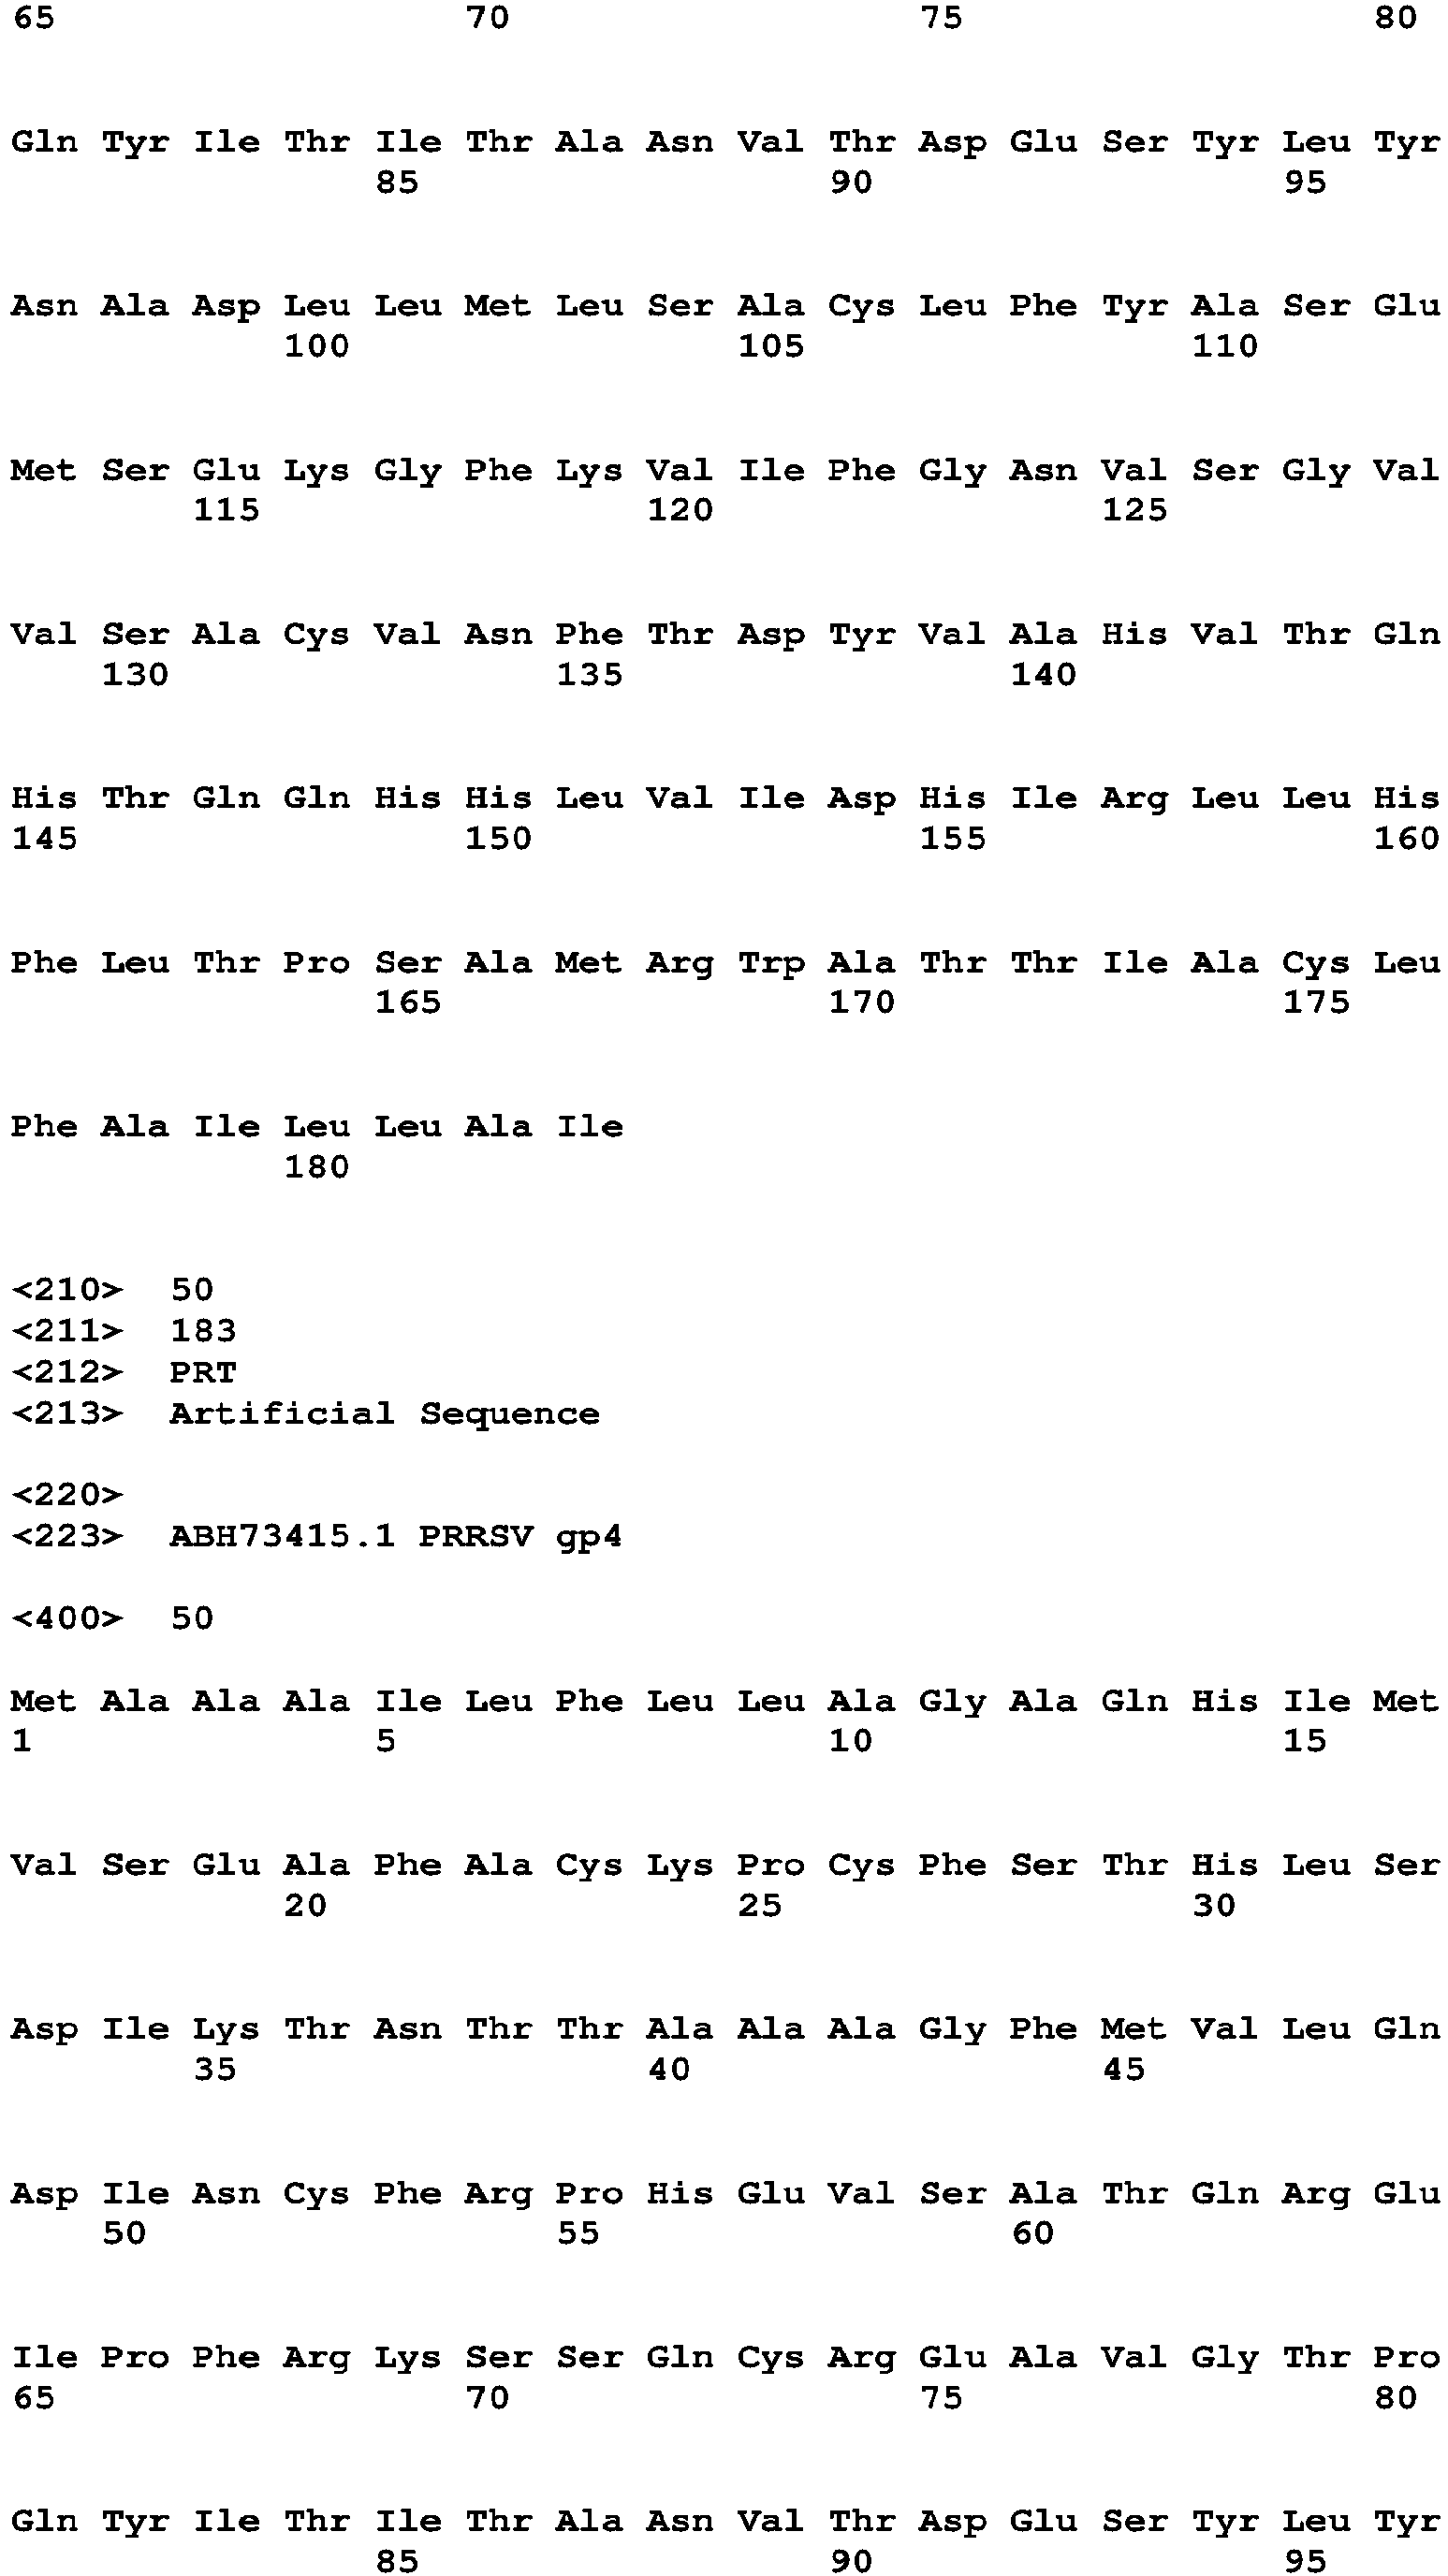 65 70 75 80
Gln Tyr Ile Thr Ile Thr Ala Asn Val Thr Asp Glu Ser Tyr Leu Tyr
85 90 95
Asn Ala Asp Leu Leu Met Leu Ser Ala Cys Leu Phe Tyr Ala Ser Glu
100 105 110
Met Ser Glu Lys Gly Phe Lys Val Ile Phe Gly Asn Val Ser Gly Val
115 120 125
Val Ser Ala Cys Val Asn Phe Thr Asp Tyr Val Ala His Val Thr Gln
130 135 140
His Thr Gln Gln His His Leu Val Ile Asp His Ile Arg Leu Leu His
145 150 155 160
Phe Leu Thr Pro Ser Ala Met Arg Trp Ala Thr Thr Ile Ala Cys Leu
165 170 175
Phe Ala Ile Leu Leu Ala Ile
180
<210> 50
<211> 183
<212> PRT
<213> Artificial Sequence
<220>
<223> ABH73415.1 PRRSV gp4
<400> 50
Met Ala Ala Ala Ile Leu Phe Leu Leu Ala Gly Ala Gln His Ile Met
1 5 10 15
Val Ser Glu Ala Phe Ala Cys Lys Pro Cys Phe Ser Thr His Leu Ser
20 25 30
Asp Ile Lys Thr Asn Thr Thr Ala Ala Ala Gly Phe Met Val Leu Gln
35 40 45
Asp Ile Asn Cys Phe Arg Pro His Glu Val Ser Ala Thr Gln Arg Glu
50 55 60
Ile Pro Phe Arg Lys Ser Ser Gln Cys Arg Glu Ala Val Gly Thr Pro
65 70 75 80
Gln Tyr Ile Thr Ile Thr Ala Asn Val Thr Asp Glu Ser Tyr Leu Tyr
85 90 95